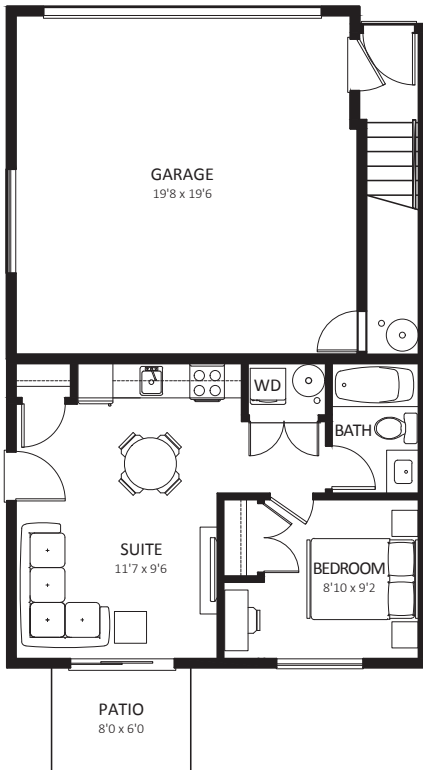 GARAGE
19'8 x 19'6
WD
BATH
SUITE
11'7 x 9'6
BEDROOM
8'10 x 9'2
PATIO
8'0 x 6'0